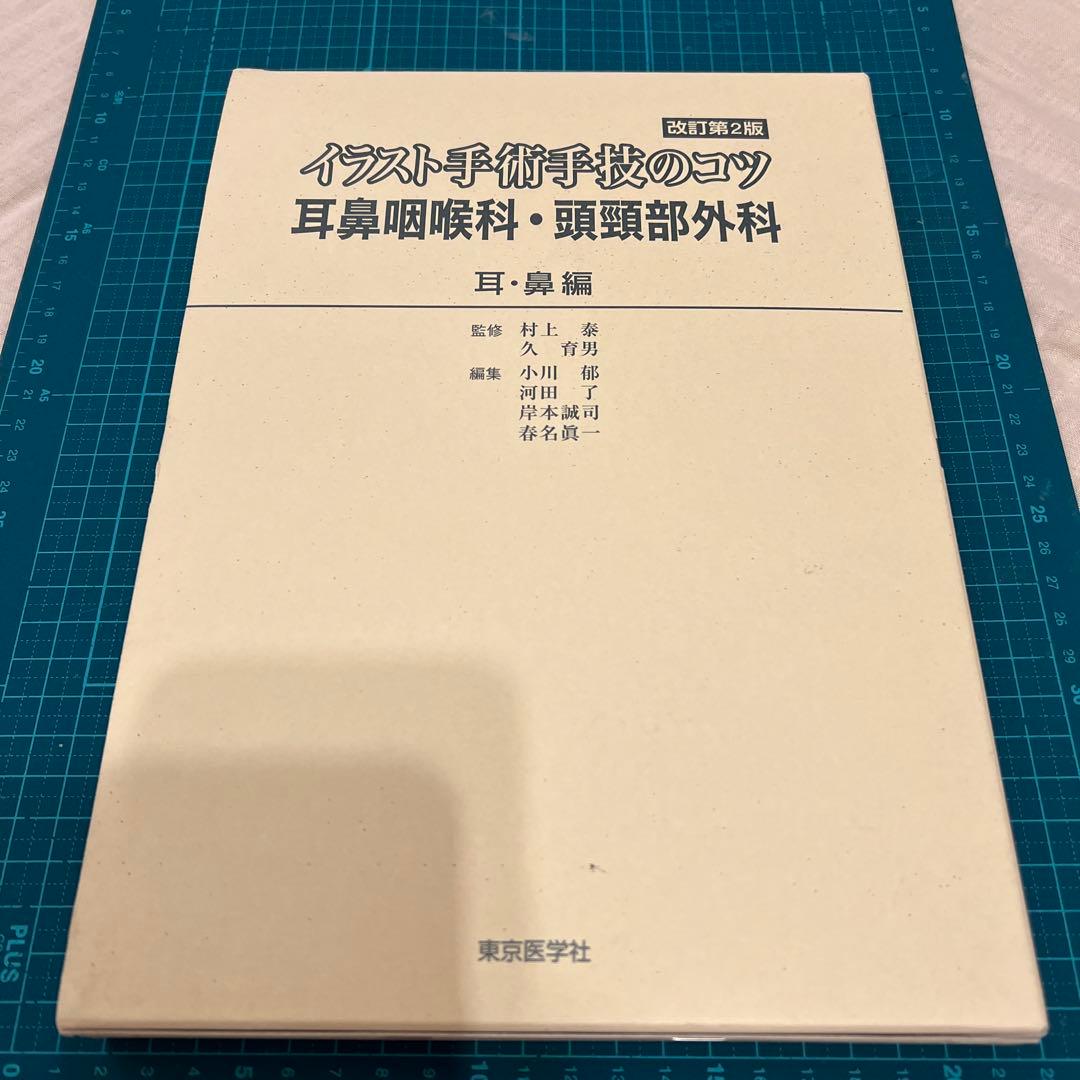 改訂第2版
イラスト手術手技のコツ
耳鼻咽喉科・頭頸部外科
耳・鼻編
監修 村上 泰
久 育男
編集 小川 郁
河田 了
岸本誠司
春名眞一
東京医学社
PLUS